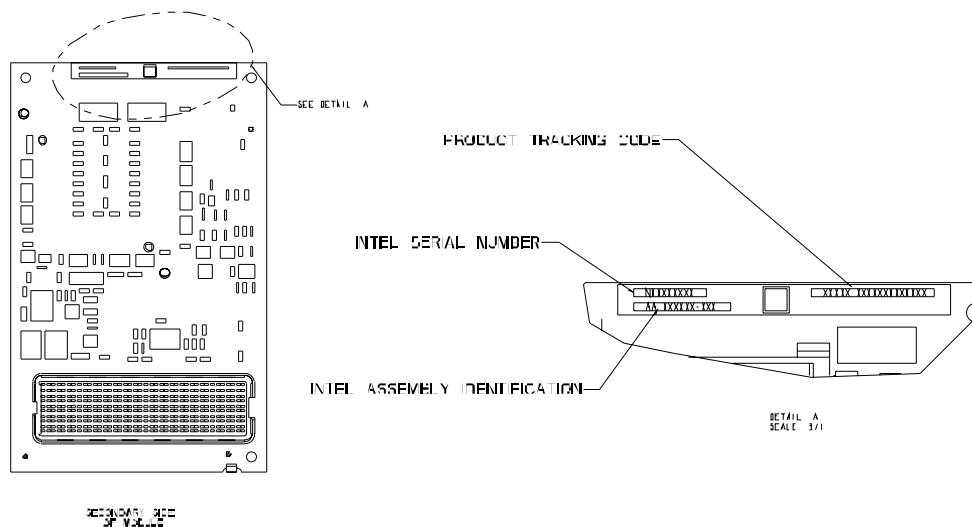 SEE DETAIL A
PRODUCT TRACKING CODE
INTEL SERIAL NUMBER
INTEL ASSEMBLY IDENTIFICATION
DETAIL A
SCALE 3/1
SECONDARY SIDE
OF MODULE